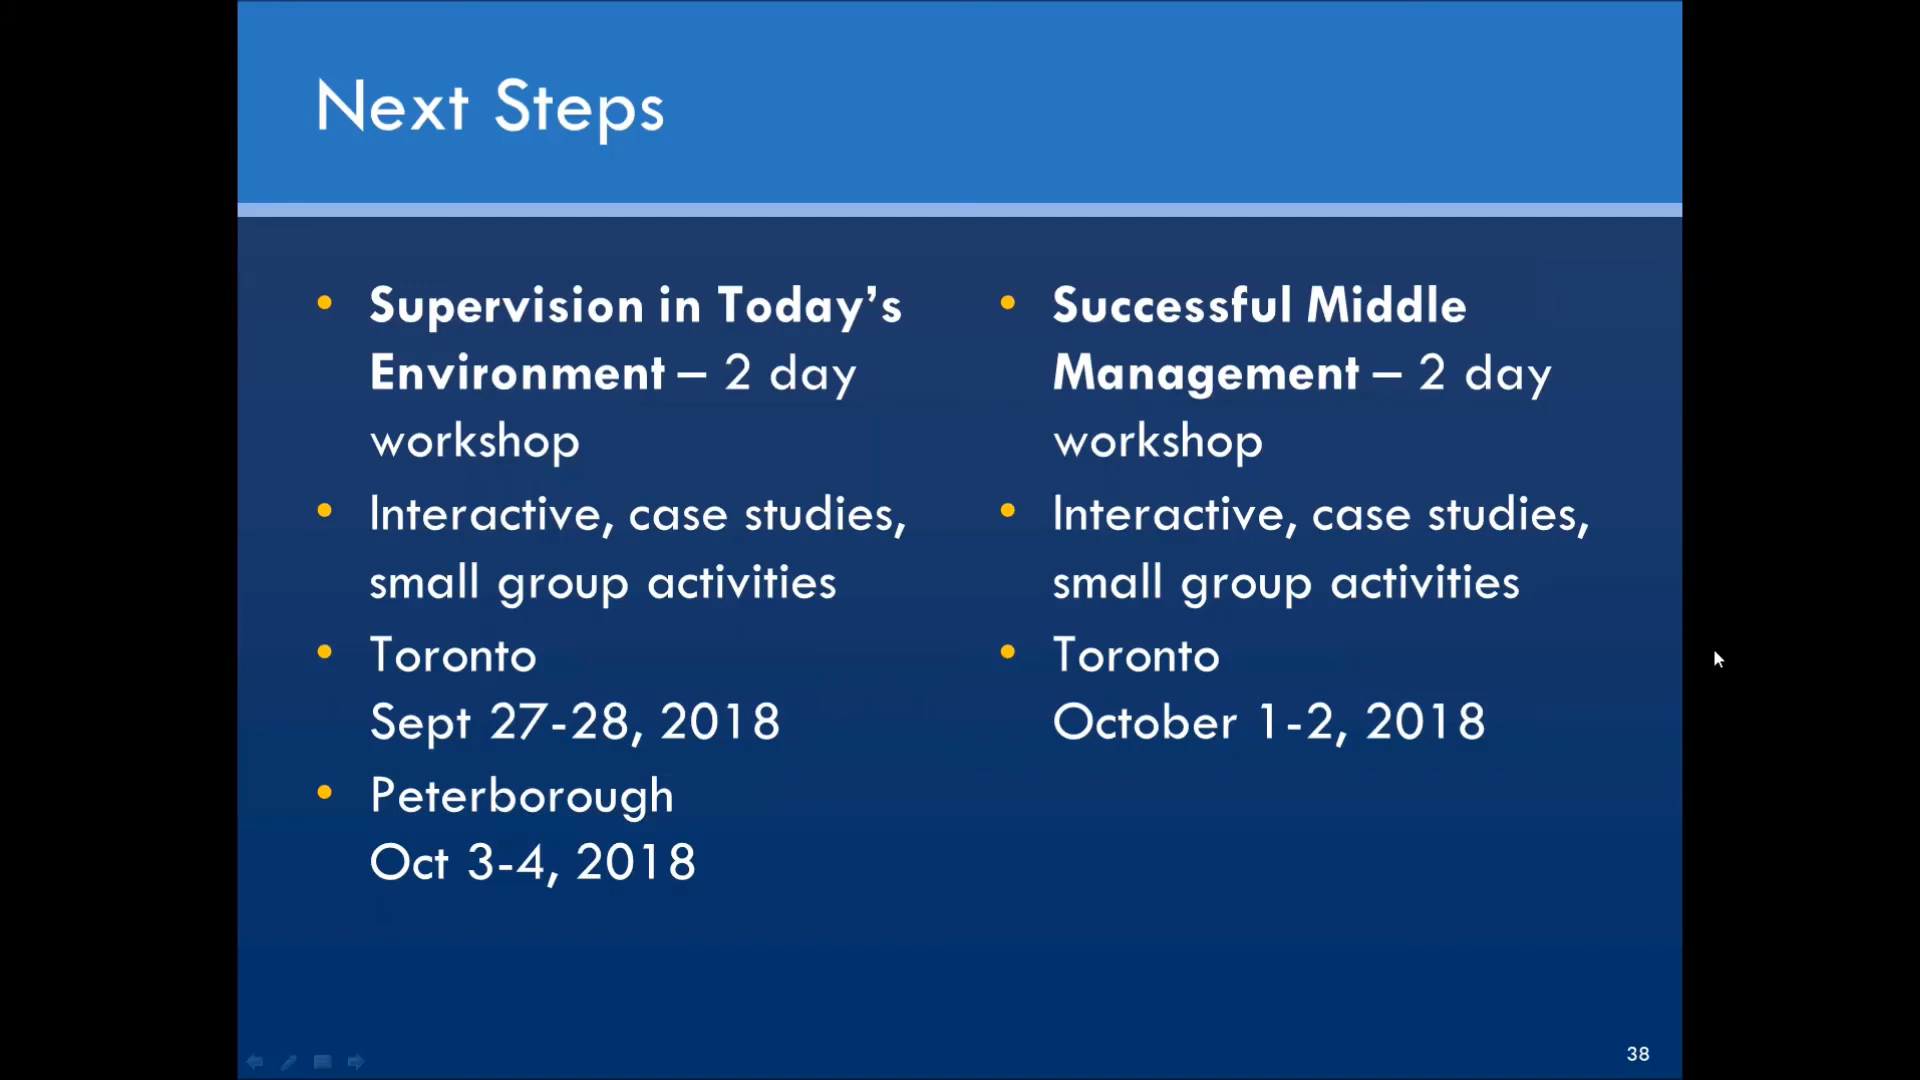 Next Steps
• Supervision in Today’s
Environment – 2 day
workshop
• Interactive, case studies,
small group activities
• Toronto
Sept 27-28, 2018
• Peterborough
Oct 3-4, 2018
• Successful Middle
Management – 2 day
workshop
• Interactive, case studies,
small group activities
• Toronto
October 1-2, 2018
38